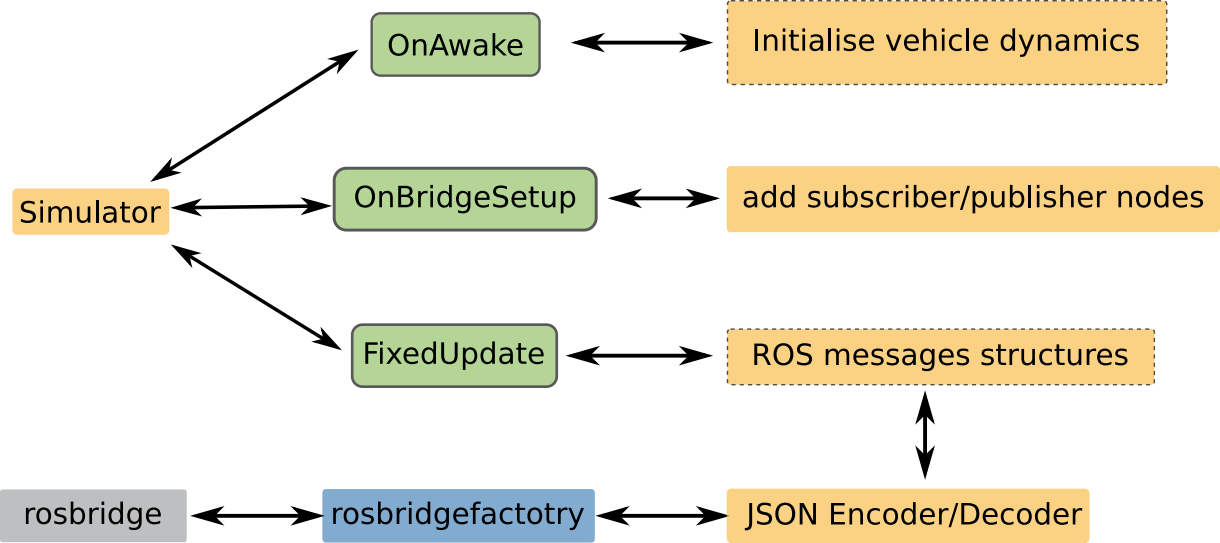 OnAwake
Initialise vehicle dynamics
Simulator
OnBridgeSetup
add subscriber/publisher nodes
FixedUpdate
ROS messages structures
rosbridge
rosbridgefactotry
JSON Encoder/Decoder